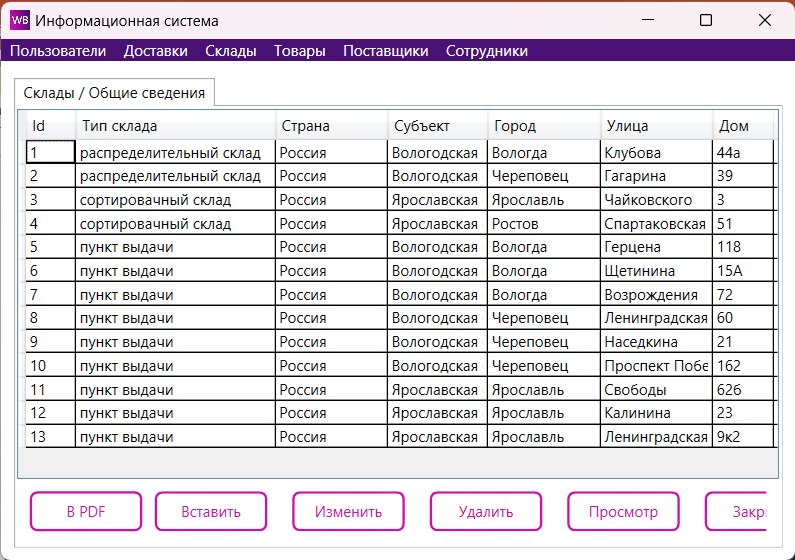 WB Информационная система
Пользователи Доставки Склады Товары Поставщики Сотрудники
Склады / Общие сведения
Id Тип склада Страна Субъект Город Улица Дом
1 распределительный склад Россия Вологодская Вологда Клубова 44а
2 распределительный склад Россия Вологодская Череповец Гагарина 39
3 сортировачный склад Россия Ярославская Ярославль Чайковского 3
4 сортировачный склад Россия Ярославская Ростов Спартаковская 51
5 пункт выдачи Россия Вологодская Вологда Герцена 118
6 пункт выдачи Россия Вологодская Вологда Щетинина 15А
7 пункт выдачи Россия Вологодская Вологда Возрождения 72
8 пункт выдачи Россия Вологодская Череповец Ленинградская 60
9 пункт выдачи Россия Вологодская Череповец Наседкина 21
10 пункт выдачи Россия Вологодская Череповец Проспект Побе 162
11 пункт выдачи Россия Ярославская Ярославль Свободы 62б
12 пункт выдачи Россия Ярославская Ярославль Калинина 23
13 пункт выдачи Россия Ярославская Ярославль Ленинградская 9к2
В PDF Вставить Изменить Удалить Просмотр Закр